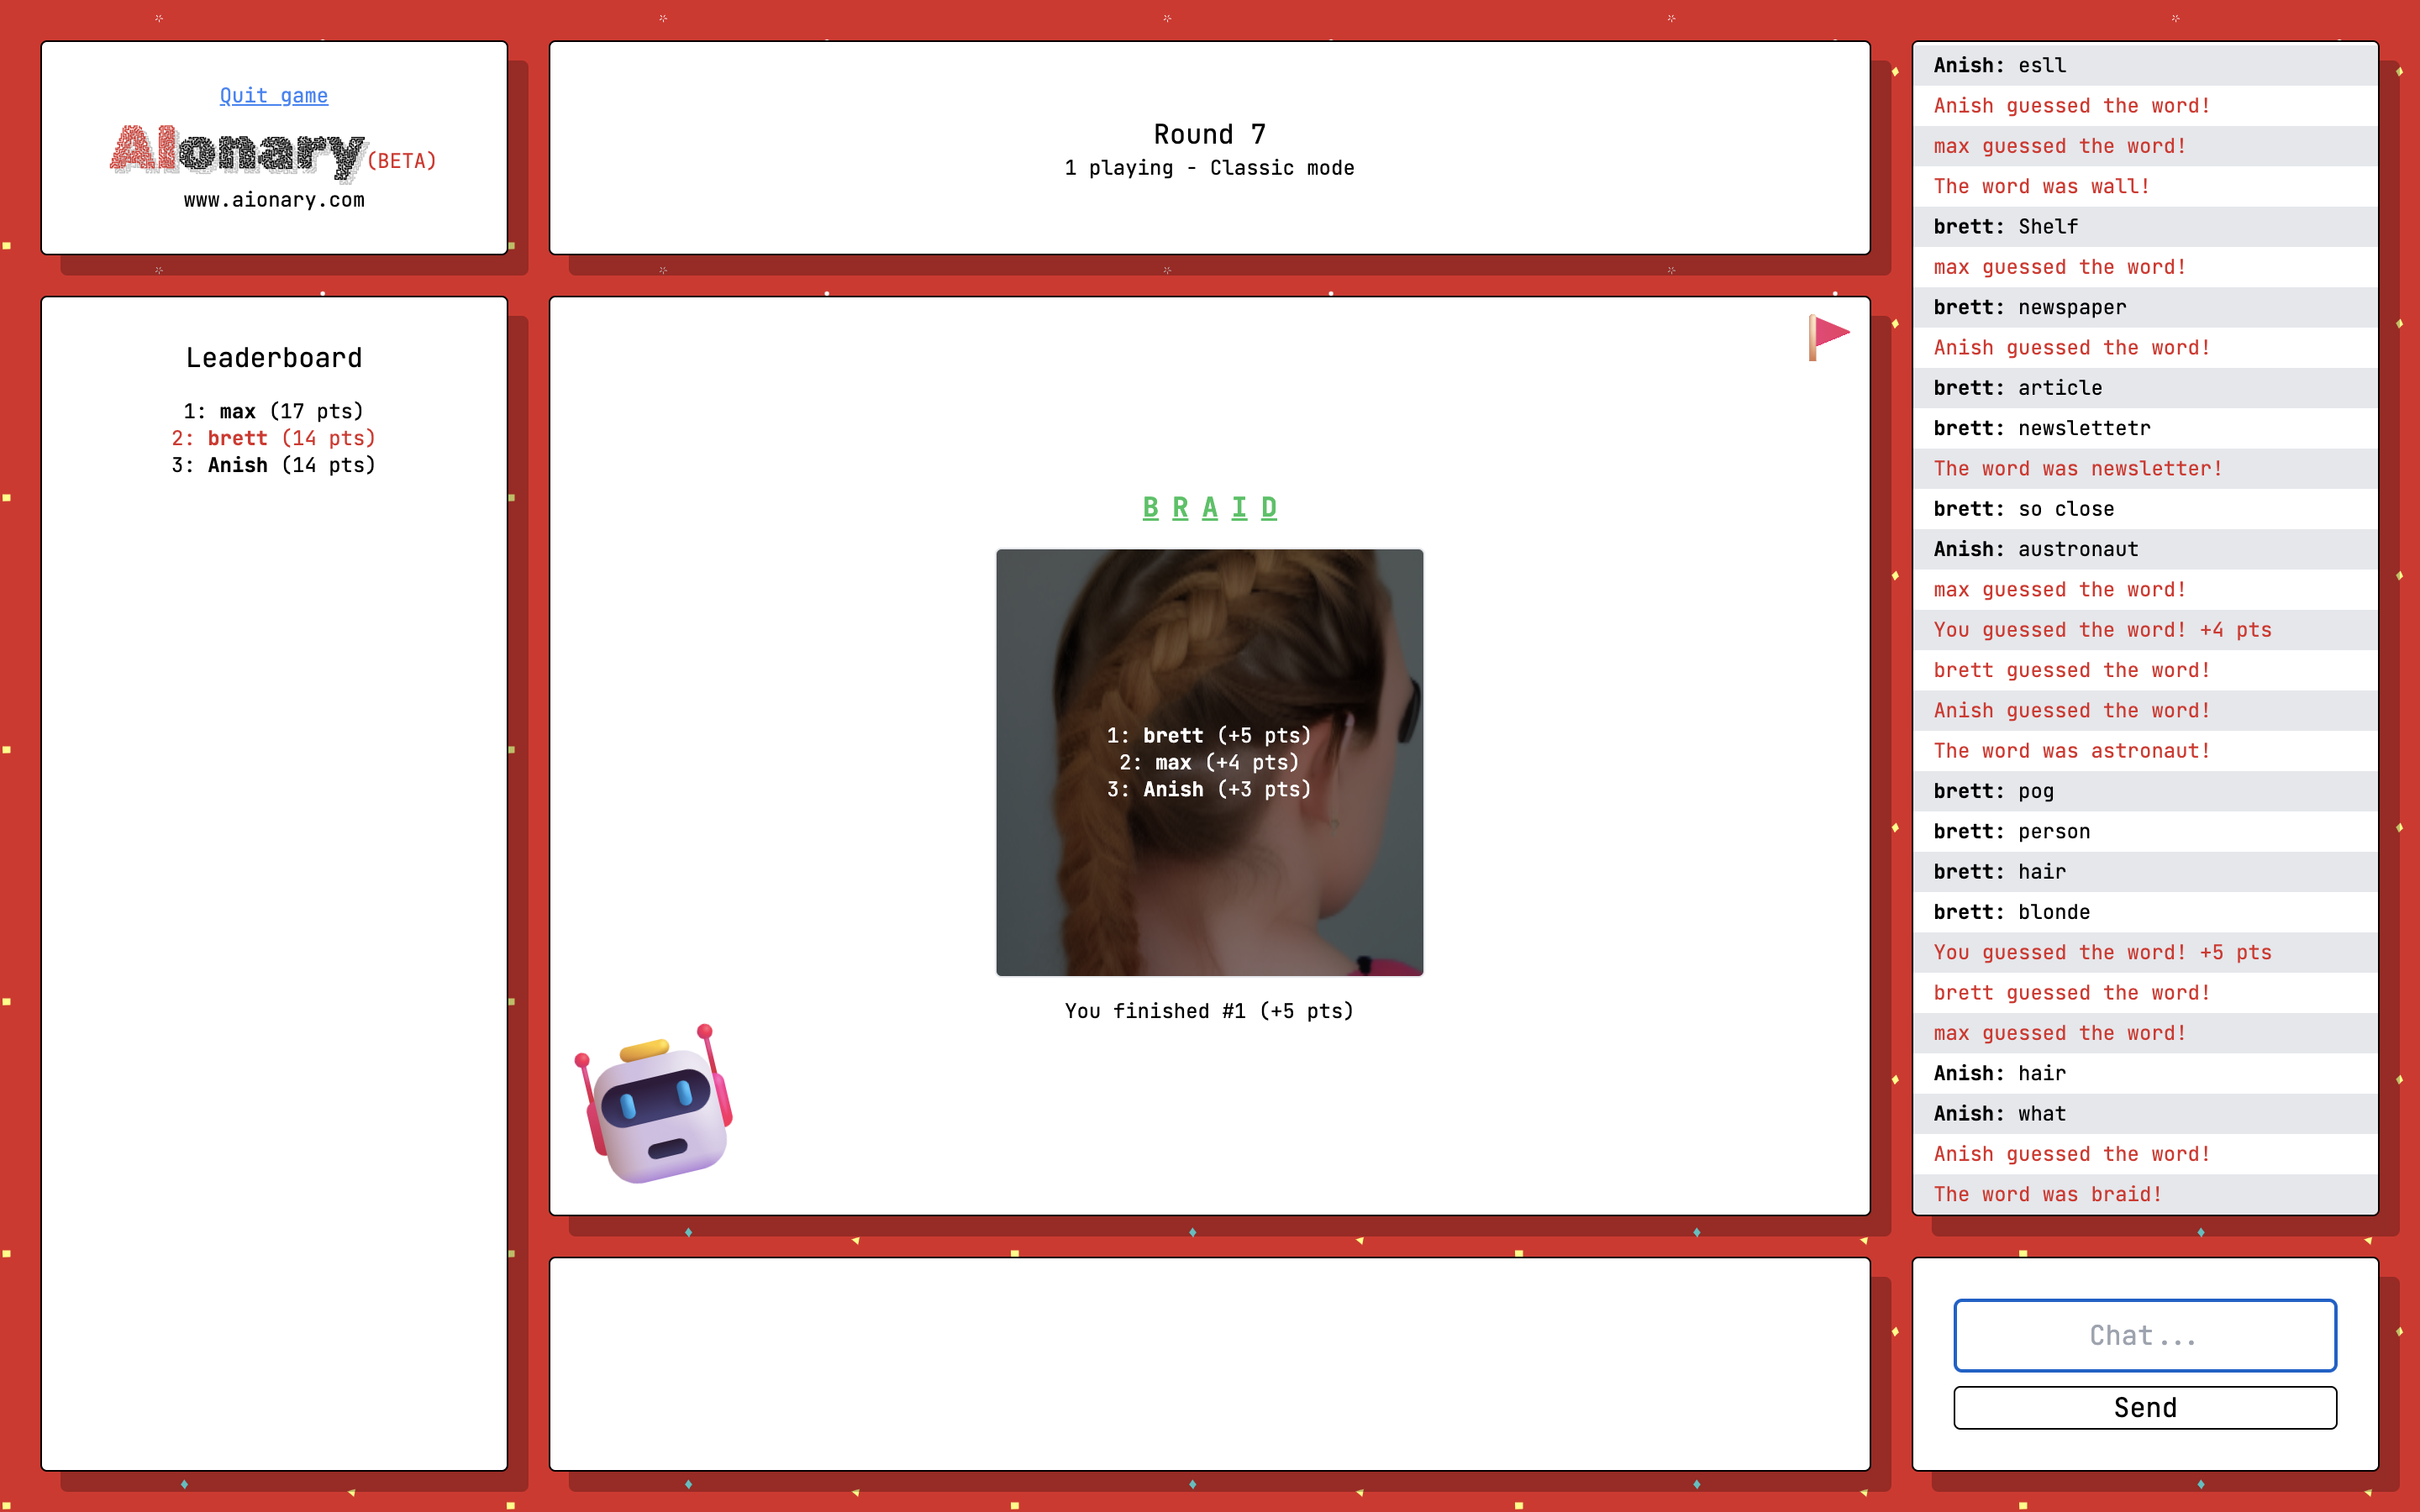 Quit game
AIonary(BETA)
www.aionary.com
Leaderboard
1: max (17 pts)
2: brett (14 pts)
3: Anish (14 pts)
Round 7
1 playing - Classic mode
BRAID
1: brett (+5 pts)
2: max (+4 pts)
3: Anish (+3 pts)
You finished #1 (+5 pts)
Anish: esll
Anish guessed the word!
max guessed the word!
The word was wall!
brett: Shelf
max guessed the word!
brett: newspaper
Anish guessed the word!
brett: article
brett: newslettetr
The word was newsletter!
brett: so close
Anish: austronaut
max guessed the word!
You guessed the word! +4 pts
brett guessed the word!
Anish guessed the word!
The word was astronaut!
brett: pog
brett: person
brett: hair
brett: blonde
You guessed the word! +5 pts
brett guessed the word!
max guessed the word!
Anish: hair
Anish: what
Anish guessed the word!
The word was braid!
Chat...
Send